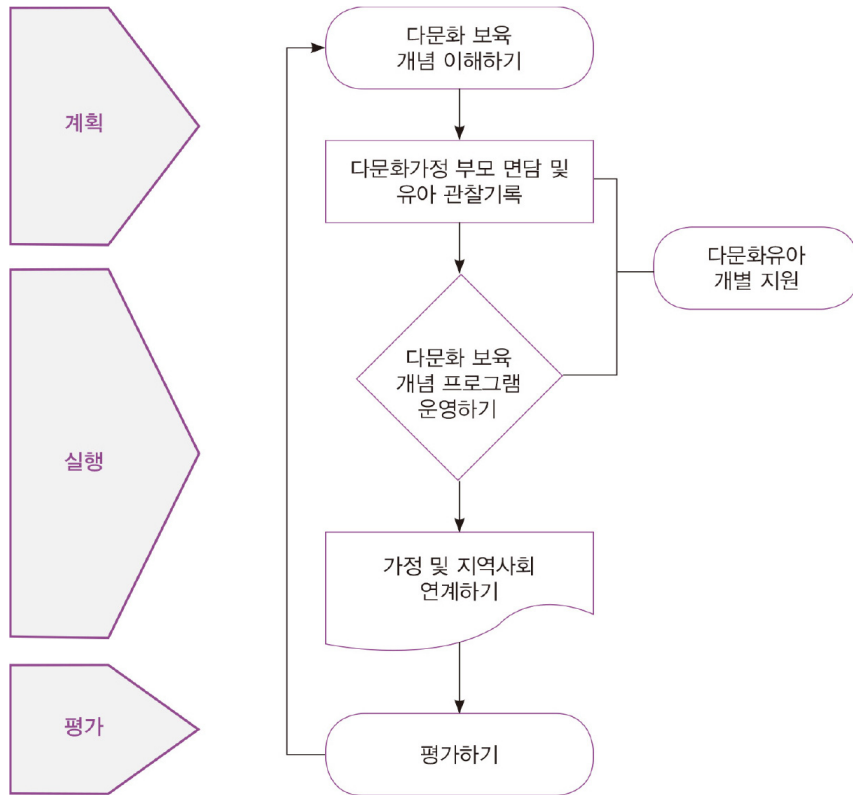 계획
다문화 보육
개념 이해하기
다문화가정 부모 면담 및
유아 관찰기록
다문화유아
개별 지원
실행
다문화 보육
개념 프로그램
운영하기
가정 및 지역사회
연계하기
평가
평가하기